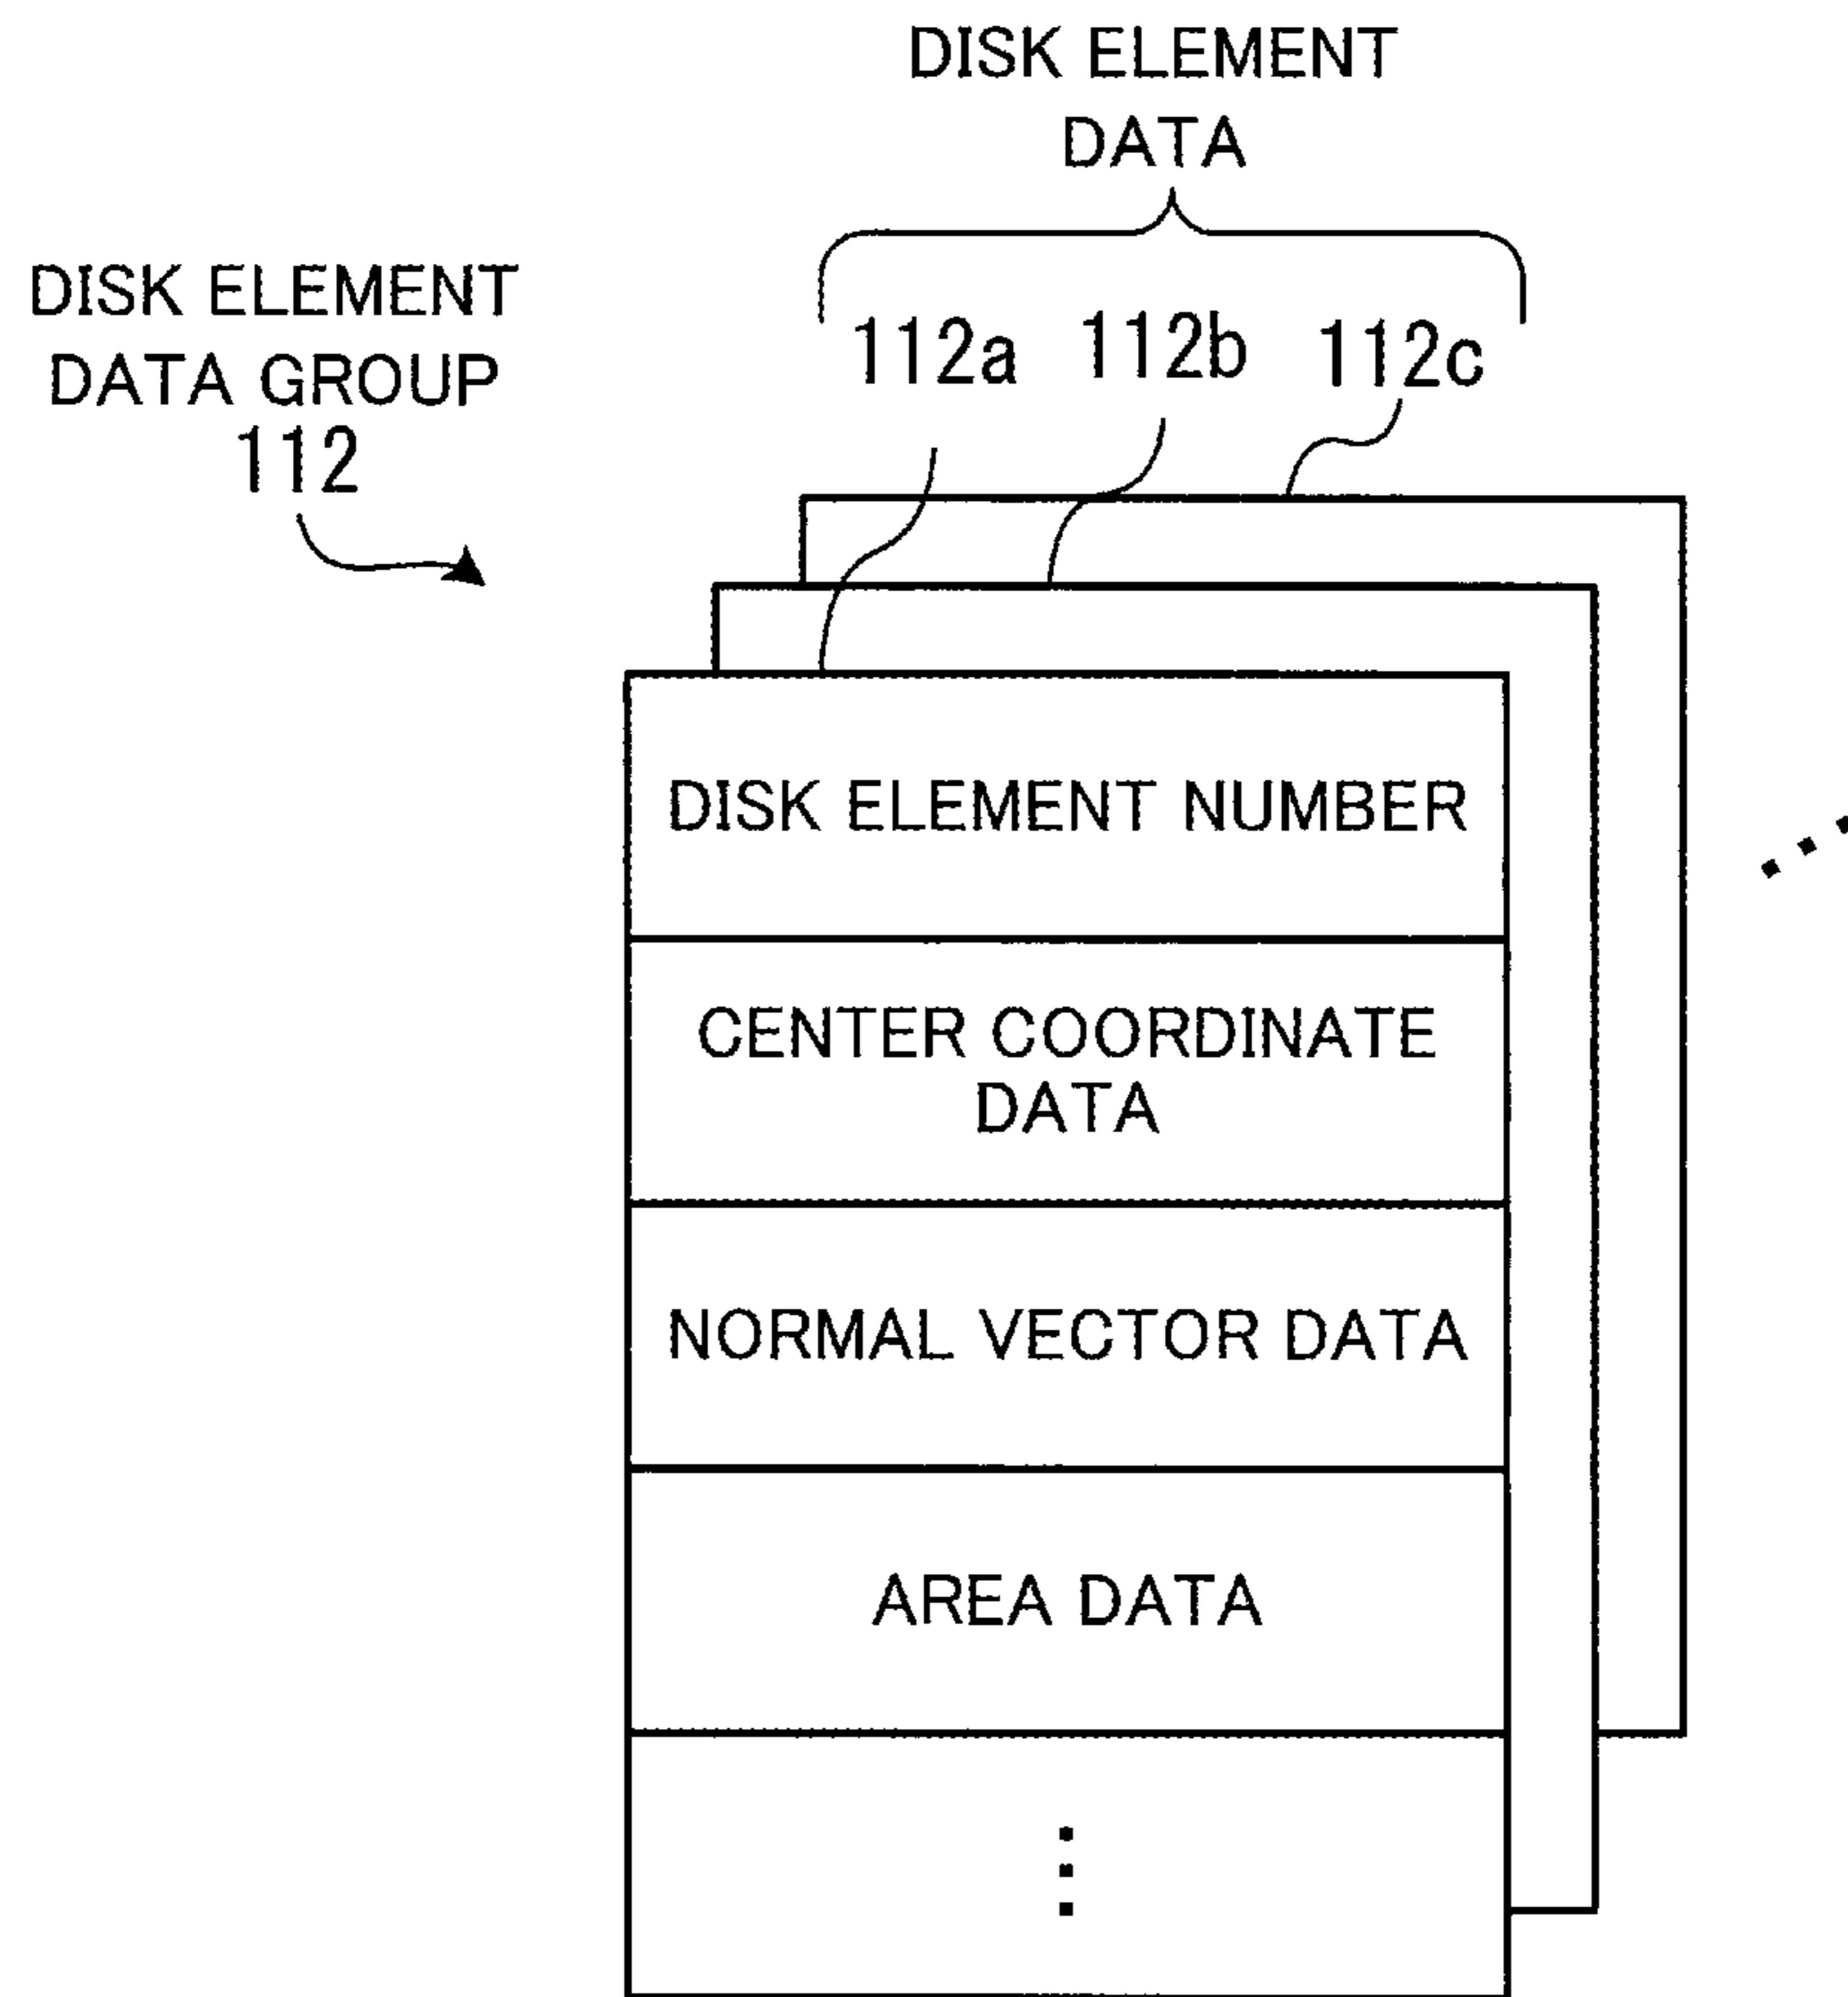 DISK ELEMENT
DATA
DISK ELEMENT
DATA GROUP
112
112a 112b 112c
DISK ELEMENT NUMBER
CENTER COORDINATE
DATA
NORMAL VECTOR DATA
AREA DATA